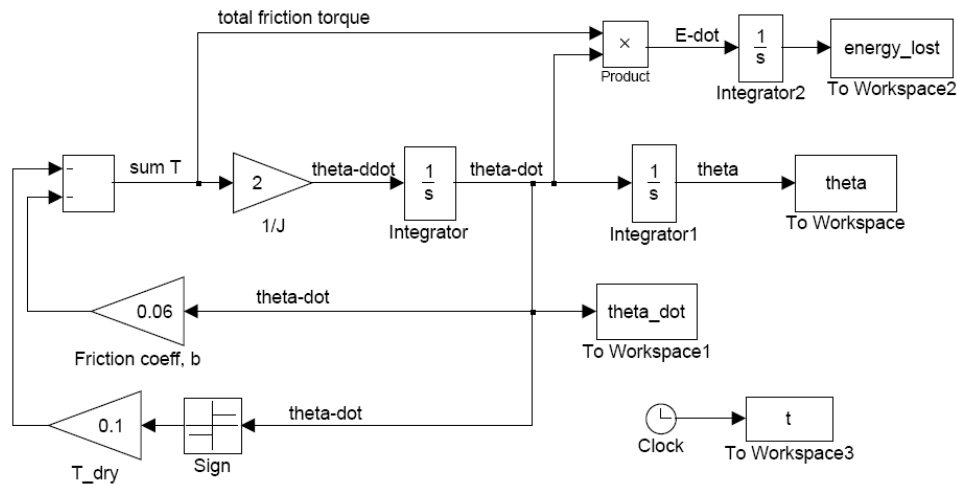 total friction torque
×
Product
E-dot
1
s
Integrator2
energy_lost
To Workspace2
-
-
sum T
2
1/J
theta-ddot
1
s
Integrator
theta-dot
1
s
Integrator1
theta
theta
To Workspace
0.06
Friction coeff, b
theta-dot
theta_dot
To Workspace1
0.1
T_dry
Sign
theta-dot
Clock
t
To Workspace3